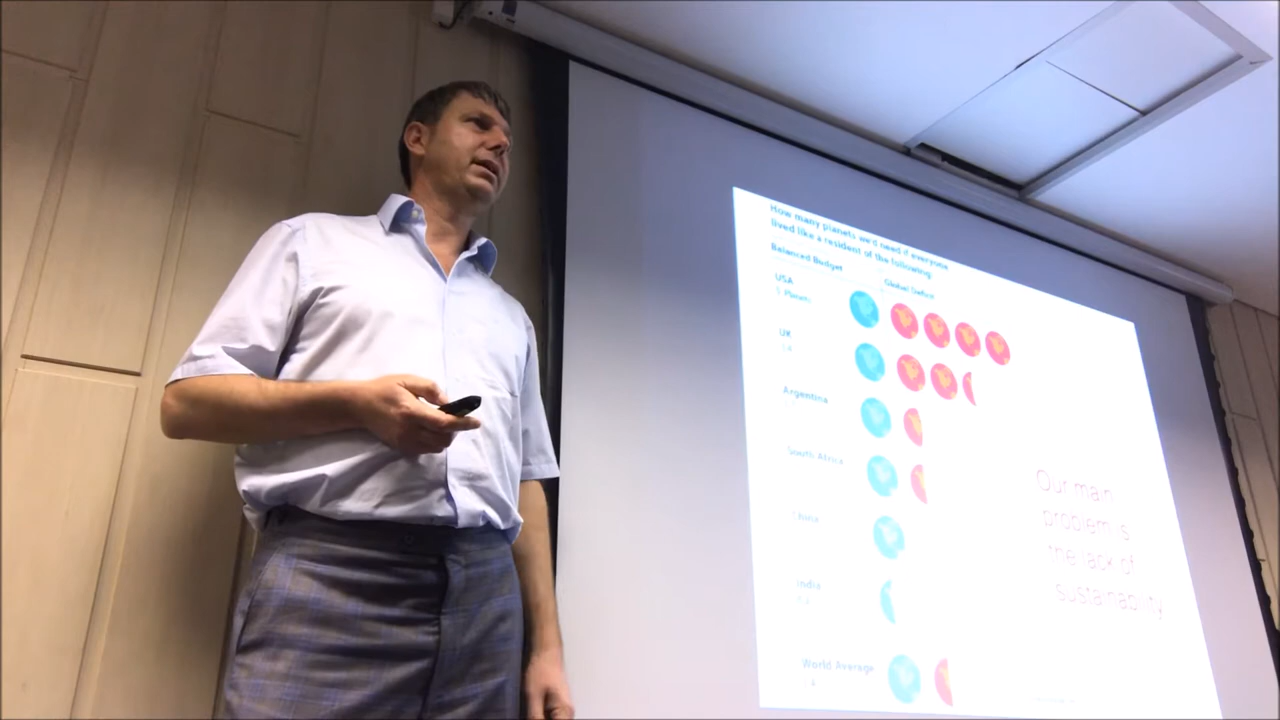 How many planets we'd need if everyone
lived like a resident of the following:
Balanced Budget
Global Deficit
USA
5 Planets
UK
Argentina
South Africa
China
India
World Average
Our main
problem is
the lack of
sustainability